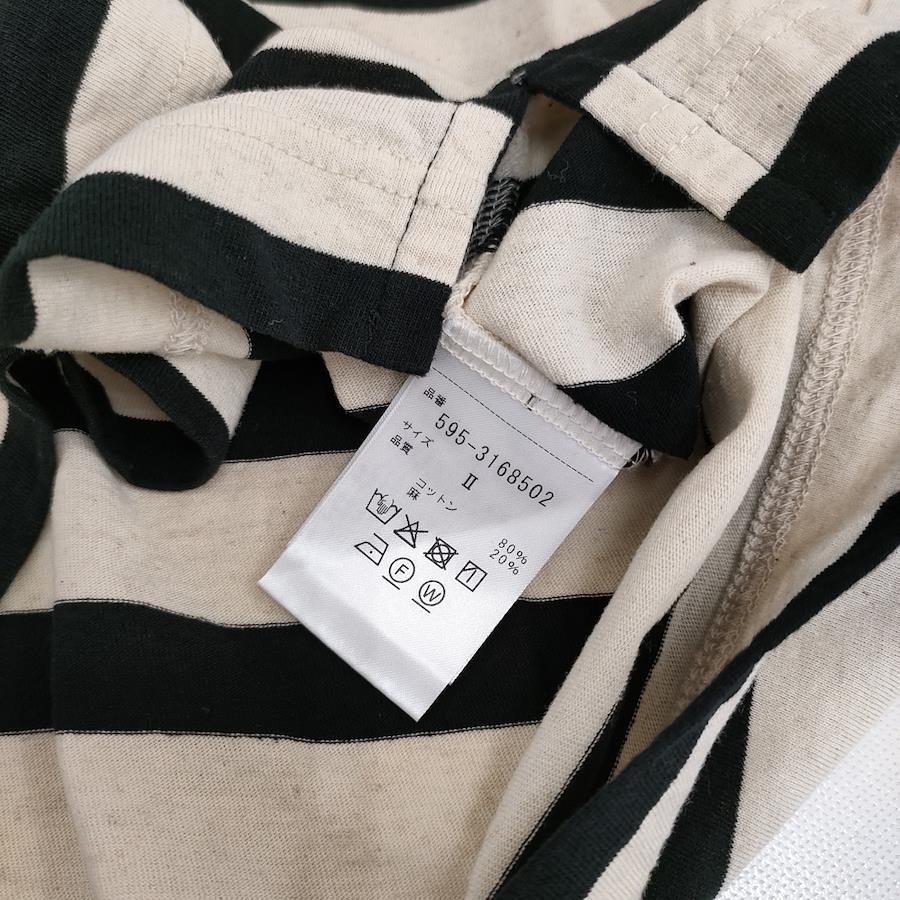 品番
595-3168502
サイズ Ⅱ
品質
コットン 80%
麻 20%
F
W